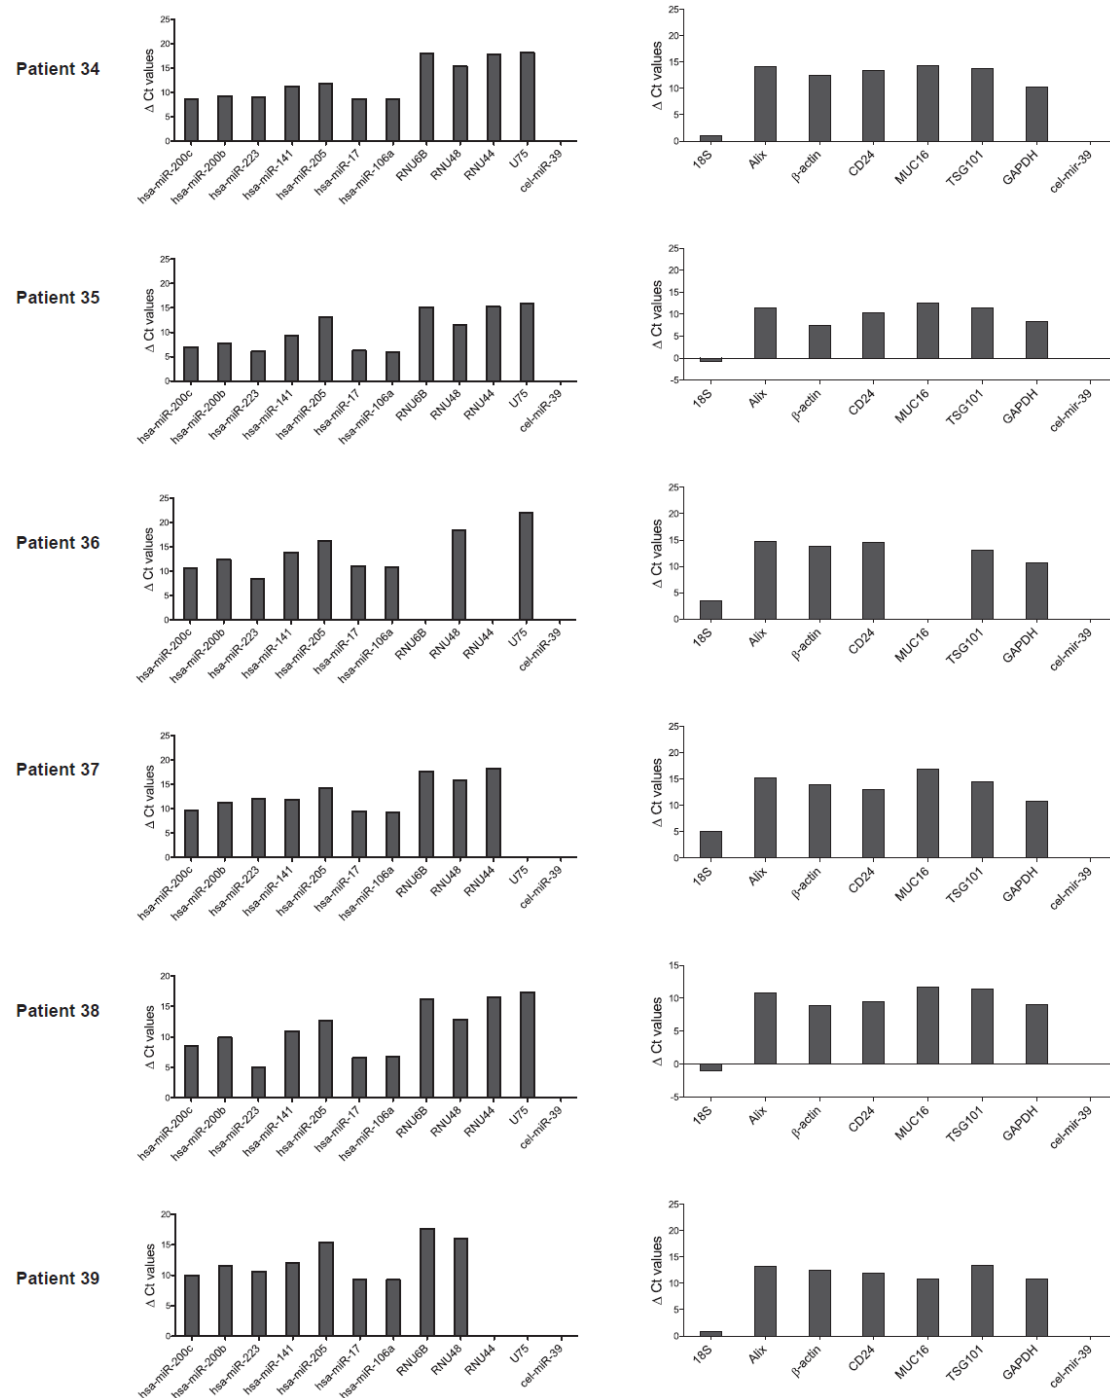 Patient 34
Δ Ct values
25
20
15
10
5
0
hsa-miR-200c
hsa-miR-200b
hsa-miR-223
hsa-miR-141
hsa-miR-205
hsa-miR-17
hsa-miR-106a
RNU6B
RNU48
RNU44
U75
cel-miR-39
Δ Ct values
25
20
15
10
5
0
18S
Alix
β-actin
CD24
MUC16
TSG101
GAPDH
cel-mir-39
Patient 35
Δ Ct values
25
20
15
10
5
0
hsa-miR-200c
hsa-miR-200b
hsa-miR-223
hsa-miR-141
hsa-miR-205
hsa-miR-17
hsa-miR-106a
RNU6B
RNU48
RNU44
U75
cel-miR-39
Δ Ct values
25
20
15
10
5
0
-5
18S
Alix
β-actin
CD24
MUC16
TSG101
GAPDH
cel-mir-39
Patient 36
Δ Ct values
25
20
15
10
5
0
hsa-miR-200c
hsa-miR-200b
hsa-miR-223
hsa-miR-141
hsa-miR-205
hsa-miR-17
hsa-miR-106a
RNU6B
RNU48
RNU44
U75
cel-miR-39
Δ Ct values
25
20
15
10
5
0
18S
Alix
β-actin
CD24
MUC16
TSG101
GAPDH
cel-mir-39
Patient 37
Δ Ct values
25
20
15
10
5
0
hsa-miR-200c
hsa-miR-200b
hsa-miR-223
hsa-miR-141
hsa-miR-205
hsa-miR-17
hsa-miR-106a
RNU6B
RNU48
RNU44
U75
cel-miR-39
Δ Ct values
25
20
15
10
5
0
18S
Alix
β-actin
CD24
MUC16
TSG101
GAPDH
cel-mir-39
Patient 38
Δ Ct values
20
15
10
5
0
hsa-miR-200c
hsa-miR-200b
hsa-miR-223
hsa-miR-141
hsa-miR-205
hsa-miR-17
hsa-miR-106a
RNU6B
RNU48
RNU44
U75
cel-miR-39
Δ Ct values
15
10
5
0
-5
18S
Alix
β-actin
CD24
MUC16
TSG101
GAPDH
cel-mir-39
Patient 39
Δ Ct values
20
15
10
5
0
hsa-miR-200c
hsa-miR-200b
hsa-miR-223
hsa-miR-141
hsa-miR-205
hsa-miR-17
hsa-miR-106a
RNU6B
RNU48
RNU44
U75
cel-miR-39
Δ Ct values
25
20
15
10
5
0
18S
Alix
β-actin
CD24
MUC16
TSG101
GAPDH
cel-mir-39